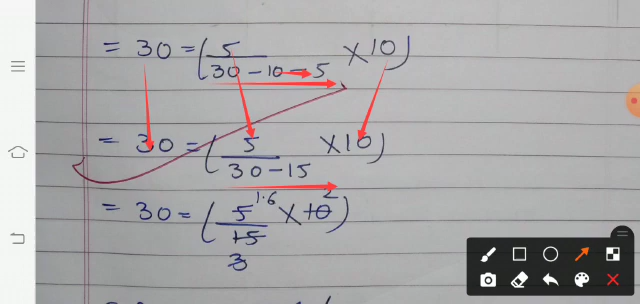 = 30 = ( 5 / 30 - 10 - 5 × 10 )
= 30 = ( 5 / 30 - 15 × 10 )
= 30 = ( 5 1.6 / 15 × 10 2 )
3